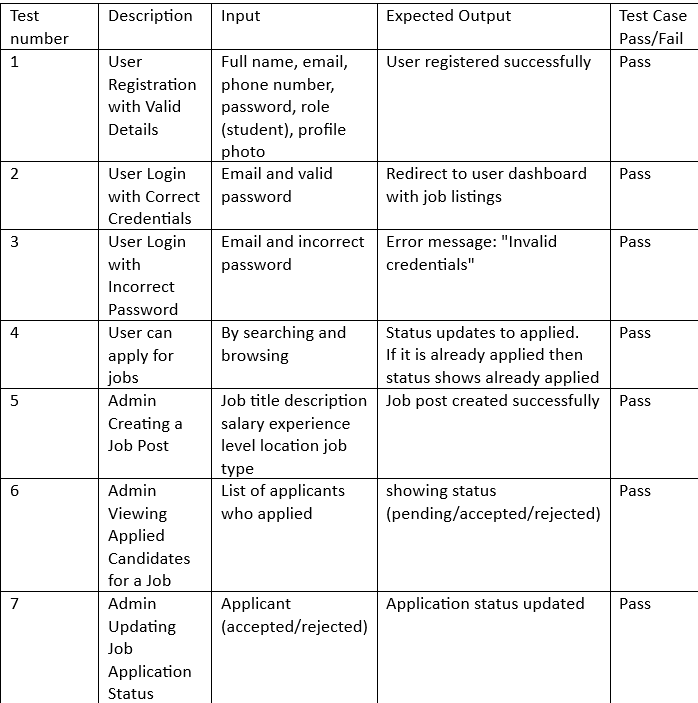 Test number	Description	Input	Expected Output	Test Case Pass/Fail
1	User Registration with Valid Details	Full name, email, phone number, password, role (student), profile photo	User registered successfully	Pass
2	User Login with Correct Credentials	Email and valid password	Redirect to user dashboard with job listings	Pass
3	User Login with Incorrect Password	Email and incorrect password	Error message: "Invalid credentials"	Pass
4	User can apply for jobs	By searching and browsing	Status updates to applied. If it is already applied then status shows already applied	Pass
5	Admin Creating a Job Post	Job title description salary experience level location job type	Job post created successfully	Pass
6	Admin Viewing Applied Candidates for a Job	List of applicants who applied	showing status (pending/accepted/rejected)	Pass
7	Admin Updating Job Application Status	Applicant (accepted/rejected)	Application status updated	Pass